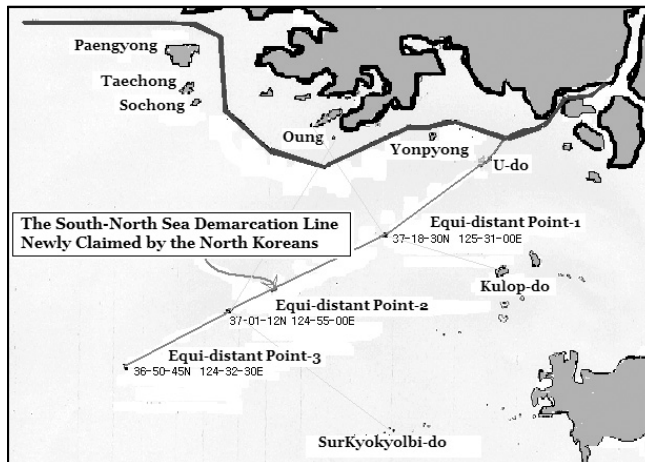 Paengyong
Taechong
Sochong
Oung
Yonpyong
U-do
The South-North Sea Demarcation Line
Newly Claimed by the North Koreans
Equi-distant Point-1
37-18-30N 125-31-00E
Kulop-do
Equi-distant Point-2
37-01-12N 124-55-00E
Equi-distant Point-3
36-50-45N 124-32-30E
SurKyokyolbi-do